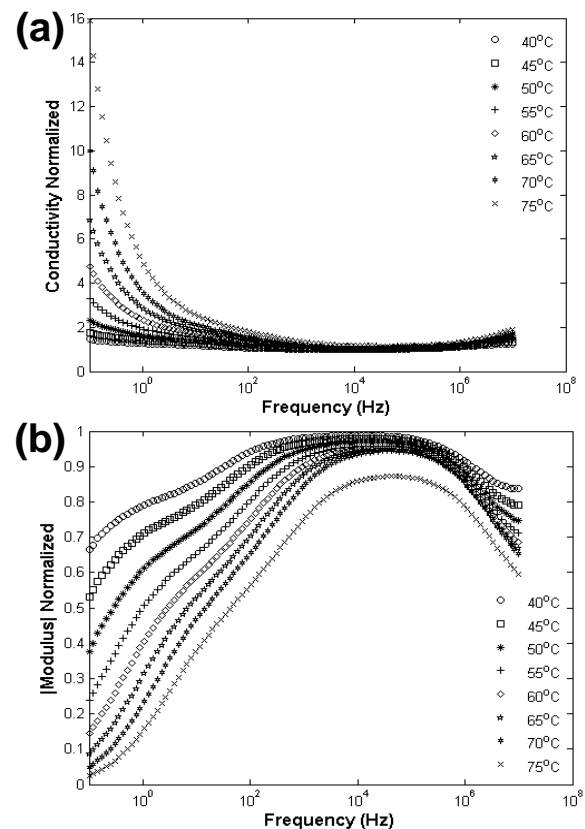 (a)
16
14
12
10
8
6
4
2
0
Conductivity Normalized
40°C
45°C
50°C
55°C
60°C
65°C
70°C
75°C
10^0
10^2
10^4
10^6
10^8
Frequency (Hz)
(b)
1
0.9
0.8
0.7
0.6
0.5
0.4
0.3
0.2
0.1
0
|Modulus| Normalized
40°C
45°C
50°C
55°C
60°C
65°C
70°C
75°C
10^0
10^2
10^4
10^6
10^8
Frequency (Hz)